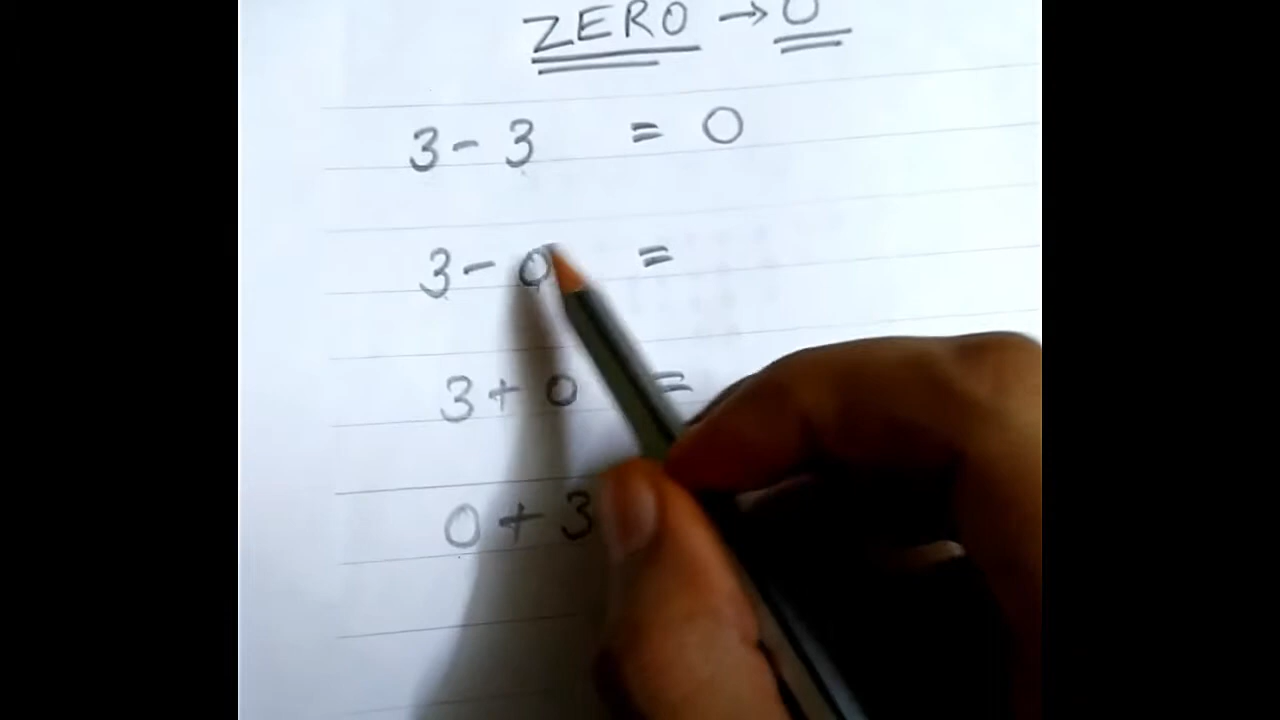 ZERO → 0
3 - 3 = 0
3 - 0 =
3 + 0 =
0 + 3